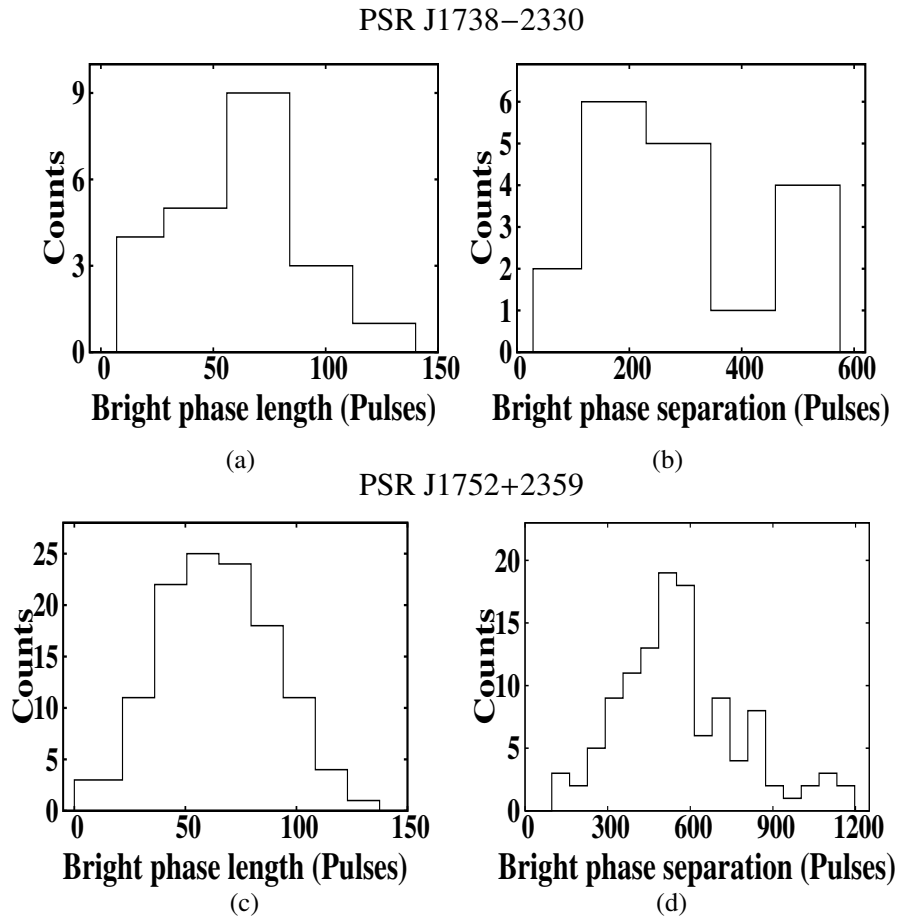 PSR J1738−2330
Counts
9
6
3
0
0 50 100 150
Bright phase length (Pulses)
(a)
Counts
6
5
4
3
2
1
0
0 200 400 600
Bright phase separation (Pulses)
(b)
PSR J1752+2359
Counts
25
20
15
10
5
0
0 50 100 150
Bright phase length (Pulses)
(c)
Counts
20
15
10
5
0
0 300 600 900 1200
Bright phase separation (Pulses)
(d)